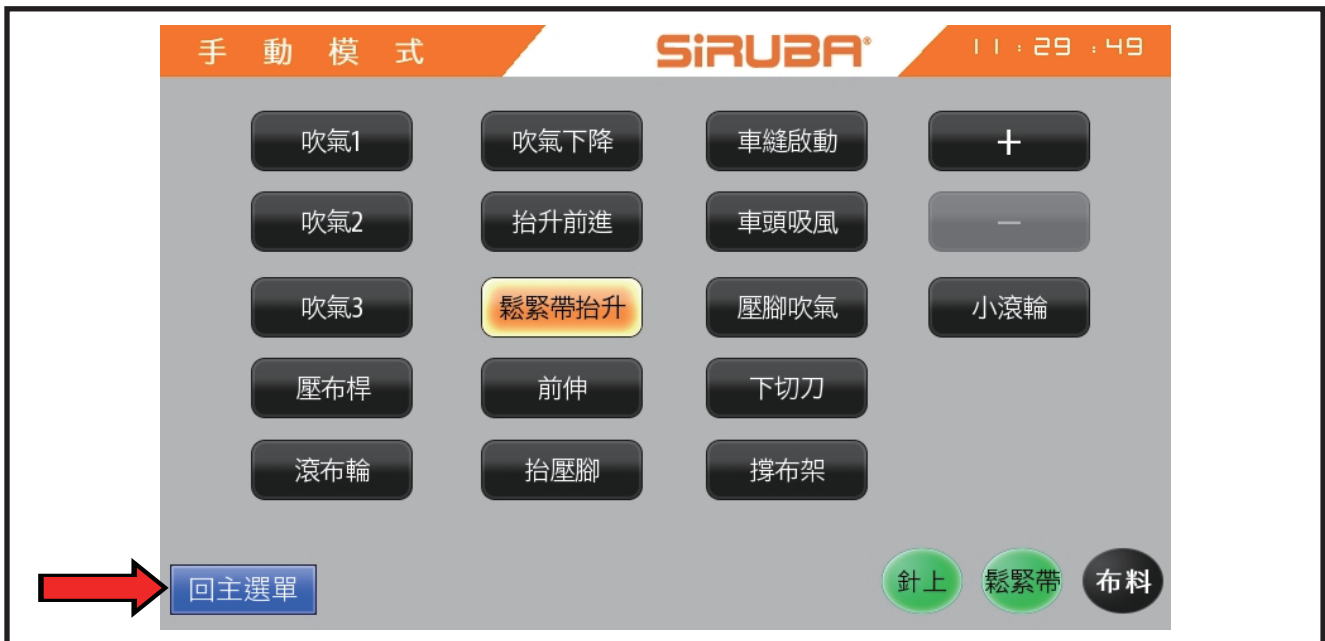 手動模式 SiRUBA® 11:29:49
吹氣1 吹氣下降 車縫啟動 +
吹氣2 抬升前進 車頭吸風 −
吹氣3 鬆緊帶抬升 壓腳吹氣 小滾輪
壓布桿 前伸 下切刀
滾布輪 抬壓腳 撐布架
回主選單 針上 鬆緊帶 布料